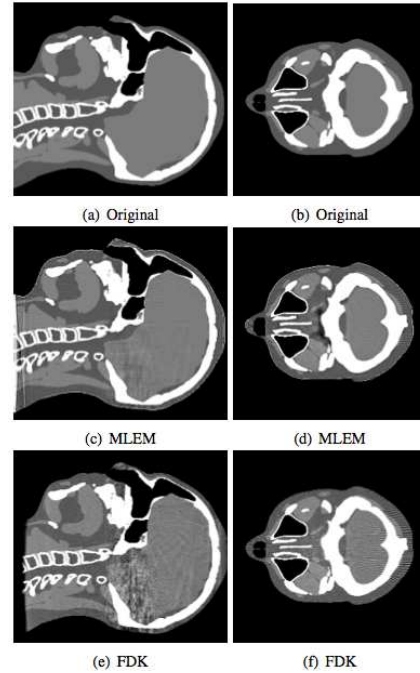 (a) Original
(b) Original
(c) MLEM
(d) MLEM
(e) FDK
(f) FDK